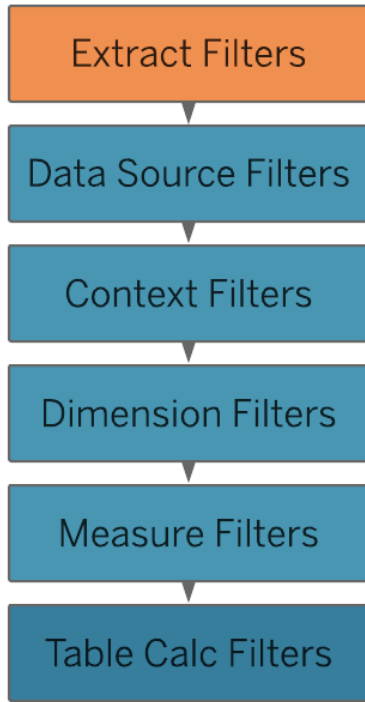 Extract Filters
Data Source Filters
Context Filters
Dimension Filters
Measure Filters
Table Calc Filters